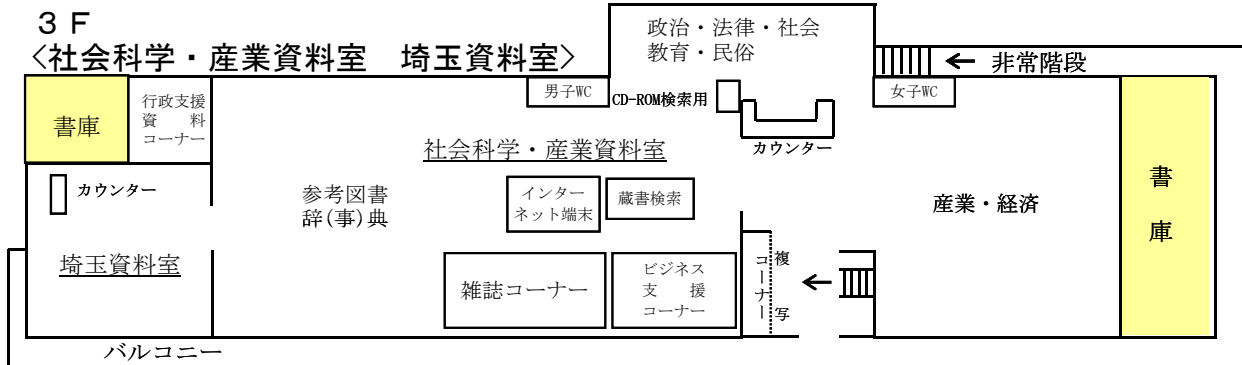 ３Ｆ
<社会科学・産業資料室　埼玉資料室>
政治・法律・社会
教育・民俗
← 非常階段
書庫
行政支援
資　料
コーナー
男子WC
CD-ROM検索用
女子WC
カウンター
社会科学・産業資料室
カウンター
参考図書
辞(事)典
インター
ネット端末
蔵書検索
産業・経済
書庫
埼玉資料室
雑誌コーナー
ビジネス
支　援
コーナー
複写
コーナー
←
バルコニー